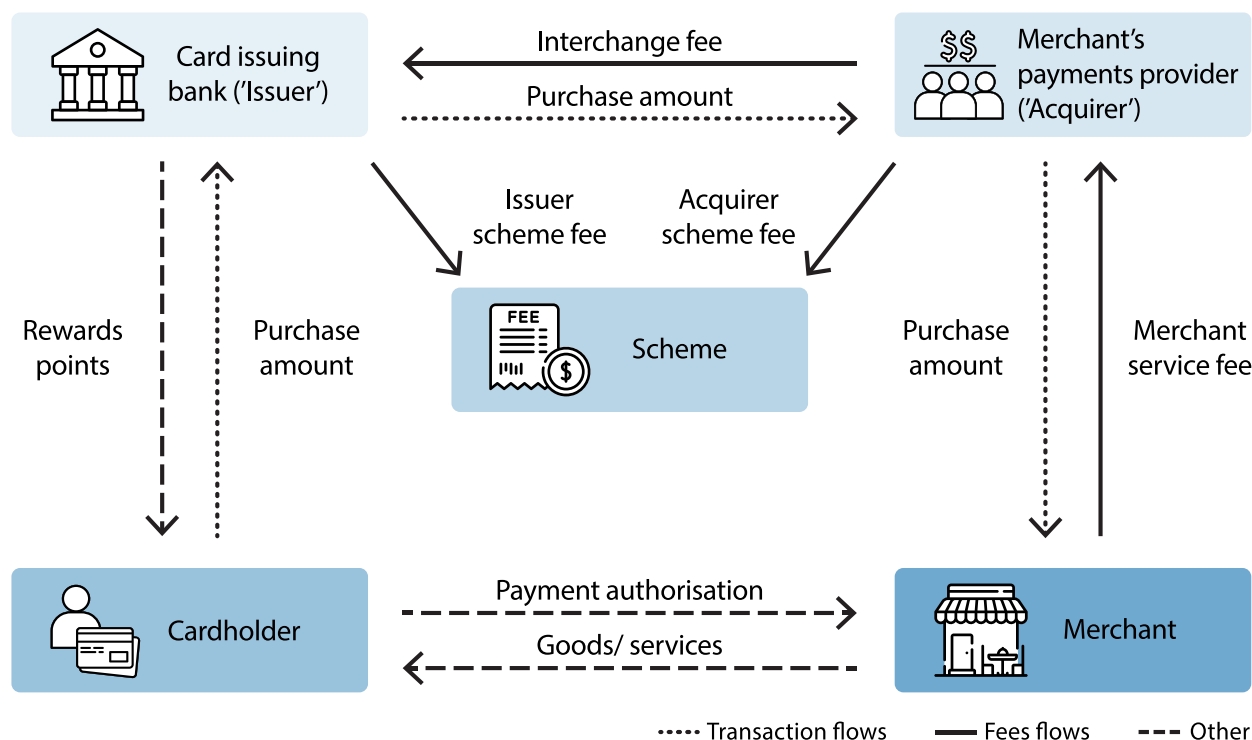 Card issuing
bank ('Issuer')
Interchange fee
Purchase amount
$$
Merchant's
payments provider
('Acquirer')
Issuer
scheme fee
Acquirer
scheme fee
Rewards
points
Purchase
amount
FEE
$
Scheme
Purchase
amount
Merchant
service fee
Cardholder
Payment authorisation
Goods/ services
Merchant
Transaction flows
Fees flows
Other